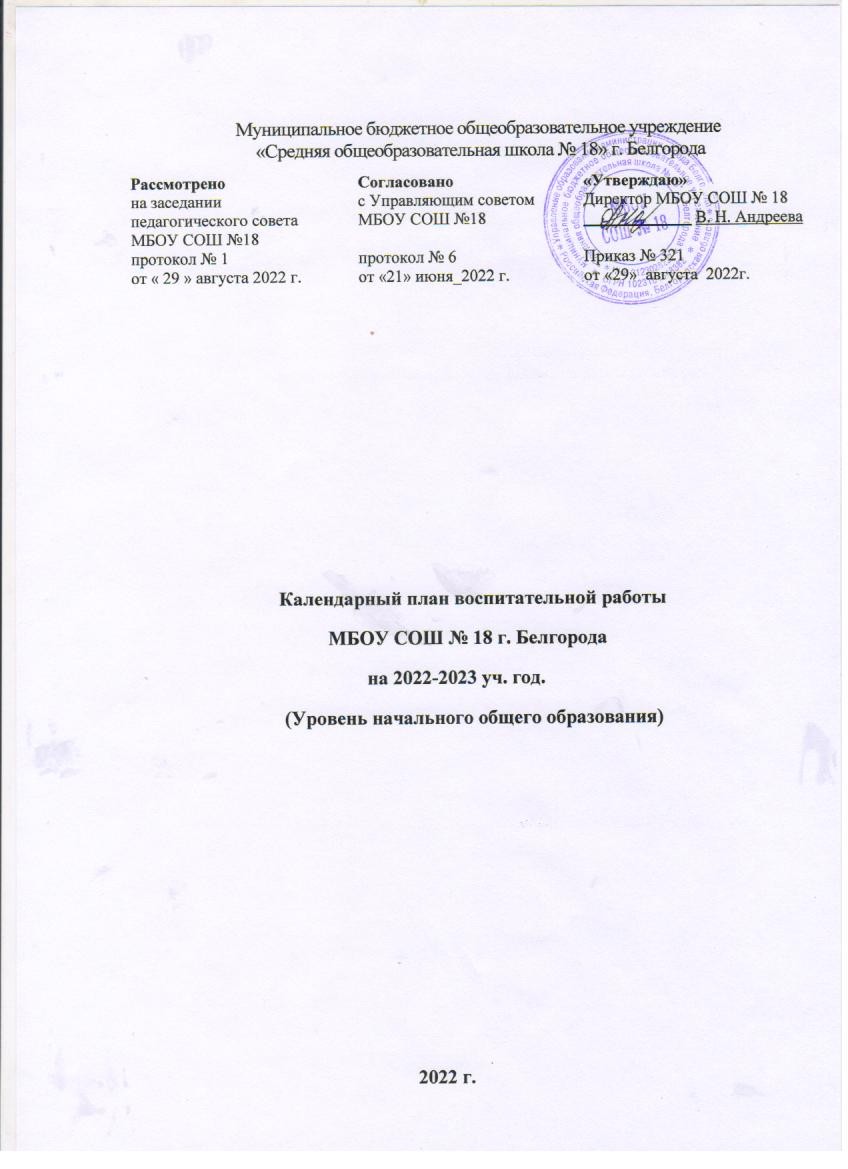 Муниципальное бюджетное общеобразовательное учреждение
«Средняя общеобразовательная школа № 18» г. Белгорода
Рассмотрено
на заседании
педагогического совета
МБОУ СОШ №18
протокол № 1
от « 29 » августа 2022 г.
Согласовано
с Управляющим советом
МБОУ СОШ №18
протокол № 6
от «21» июня_2022 г.
«Утверждаю»
Директор МБОУ СОШ № 18
В. Н. Андреева
Приказ № 321
от «29» августа 2022г.
СОШ № 18
Календарный план воспитательной работы
МБОУ СОШ № 18 г. Белгорода
на 2022-2023 уч. год.
(Уровень начального общего образования)
2022 г.